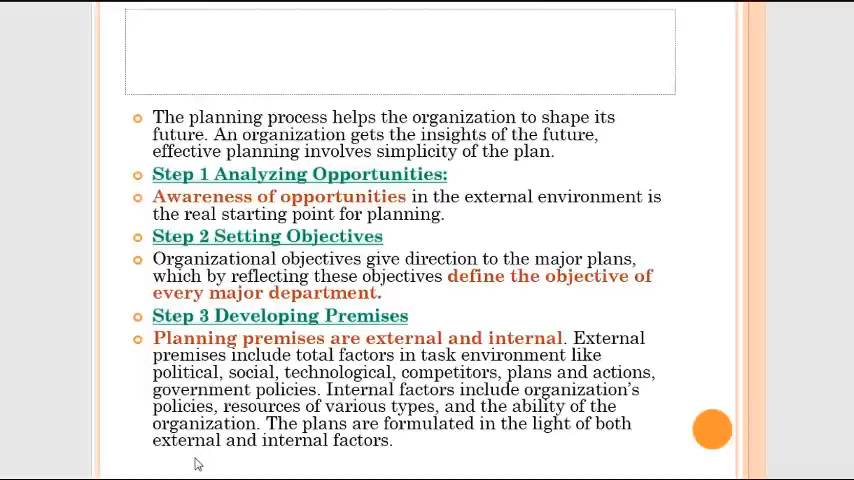 The planning process helps the organization to shape its
future. An organization gets the insights of the future,
effective planning involves simplicity of the plan.
Step 1 Analyzing Opportunities:
Awareness of opportunities in the external environment is
the real starting point for planning.
Step 2 Setting Objectives
Organizational objectives give direction to the major plans,
which by reflecting these objectives define the objective of
every major department.
Step 3 Developing Premises
Planning premises are external and internal. External
premises include total factors in task environment like
political, social, technological, competitors, plans and actions,
government policies. Internal factors include organization's
policies, resources of various types, and the ability of the
organization. The plans are formulated in the light of both
external and internal factors.